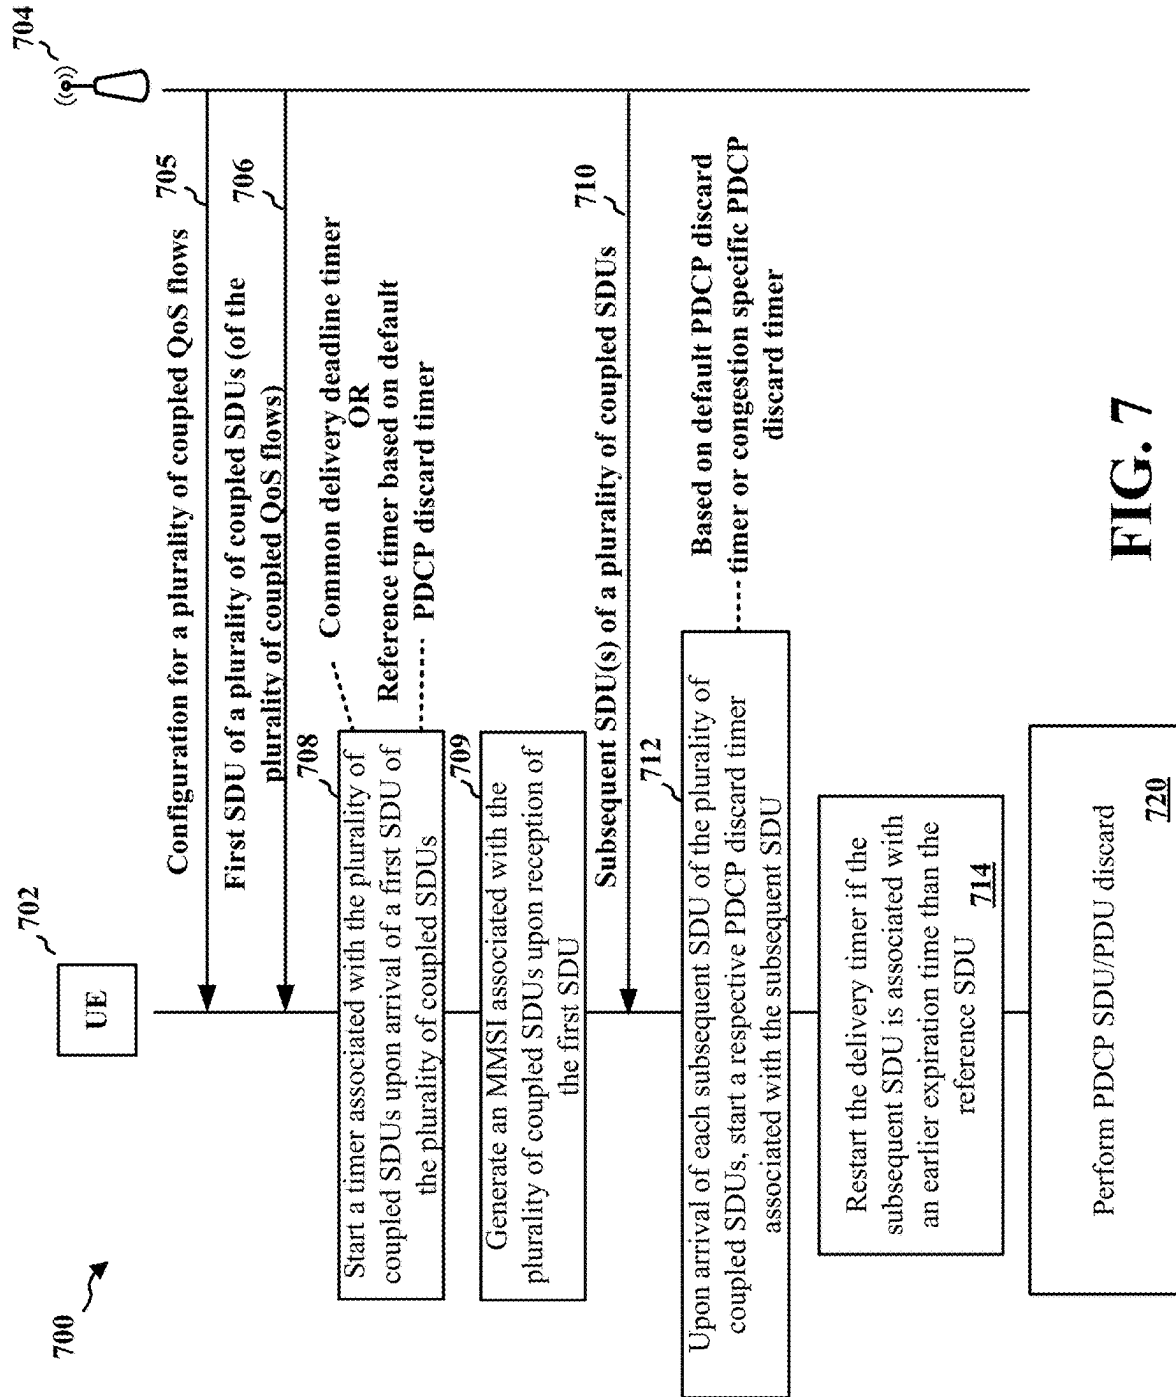 700
702
UE
704
Configuration for a plurality of coupled QoS flows
705
First SDU of a plurality of coupled SDUs (of the
plurality of coupled QoS flows)
706
708
Start a timer associated with the plurality of
coupled SDUs upon arrival of a first SDU of
the plurality of coupled SDUs
Common delivery deadline timer
OR
Reference timer based on default
PDCP discard timer
709
Generate an MMSI associated with the
plurality of coupled SDUs upon reception of
the first SDU
Subsequent SDU(s) of a plurality of coupled SDUs
710
712
Upon arrival of each subsequent SDU of the plurality of
coupled SDUs, start a respective PDCP discard timer
associated with the subsequent SDU
Based on default PDCP discard
timer or congestion specific PDCP
discard timer
Restart the delivery timer if the
subsequent SDU is associated with
an earlier expiration time than the
reference SDU
714
Perform PDCP SDU/PDU discard
720
FIG. 7